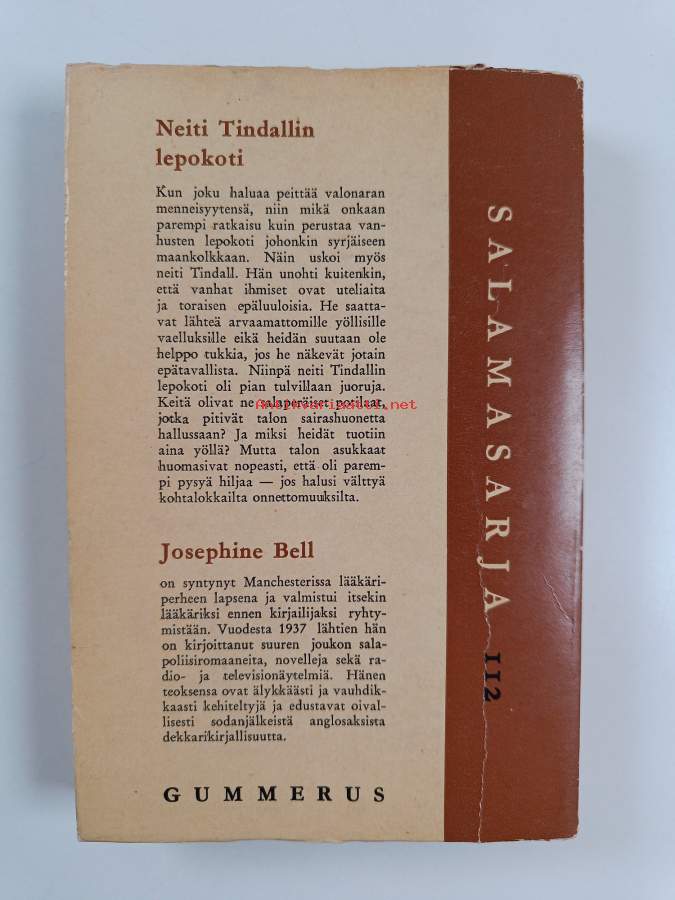 Neiti Tindallin
lepokoti
Kun joku haluaa peittää valonaran
menneisyytensä, niin mikä onkaan
parempi ratkaisu kuin perustaa van-
husten lepokoti johonkin syrjäiseen
maankolkkaan. Näin uskoi myös
neiti Tindall. Hän unohti kuitenkin,
että vanhat ihmiset ovat uteliaita
ja toraisen epäluuloisia. He saatta-
vat lähteä arvaamattomille yöllisille
vaelluksille eikä heidän suutaan ole
helppo tukkia, jos he näkevät jotain
epätavallista. Niinpä neiti Tindallin
lepokoti oli pian tulvillaan juoruja.
Keitä olivat ne salaperäiset potilaat,
Antikvariaatti.net
jotka pitivät talon sairashuonetta
hallussaan? Ja miksi heidät tuotiin
aina yöllä? Mutta talon asukkaat
huomasivat nopeasti, että oli parem-
pi pysyä hiljaa — jos halusi välttyä
kohtalokkailta onnettomuuksilta.
Josephine Bell
on syntynyt Manchesterissa lääkäri-
perheen lapsena ja valmistui itsekin
lääkäriksi ennen kirjailijaksi ryhty-
mistään. Vuodesta 1937 lähtien hän
on kirjoittanut suuren joukon sala-
poliisiromaaneita, novelleja sekä ra-
dio- ja televisionäytelmiä. Hänen
teoksensa ovat älykkäästi ja vauhdik-
kaasti kehiteltyjä ja edustavat oival-
lisesti sodanjälkeistä anglosaksista
dekkarikirjallisuutta.
GUMMERUS
SALAMASARJA 112